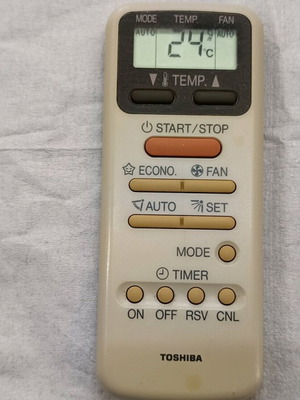 MODE TEMP. FAN
AUTO 24°C AUTO
▼ TEMP. ▲
START/STOP
ECONO. FAN
AUTO SET
MODE
TIMER
ON OFF RSV CNL
TOSHIBA